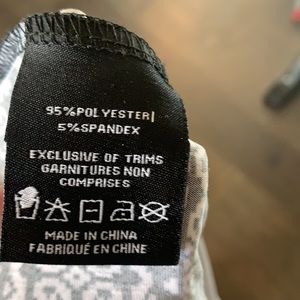 95%POLYESTER|
5%SPANDEX
EXCLUSIVE OF TRIMS
GARNITURES NON
COMPRISES
MADE IN CHINA
FABRIQUÉ EN CHINE